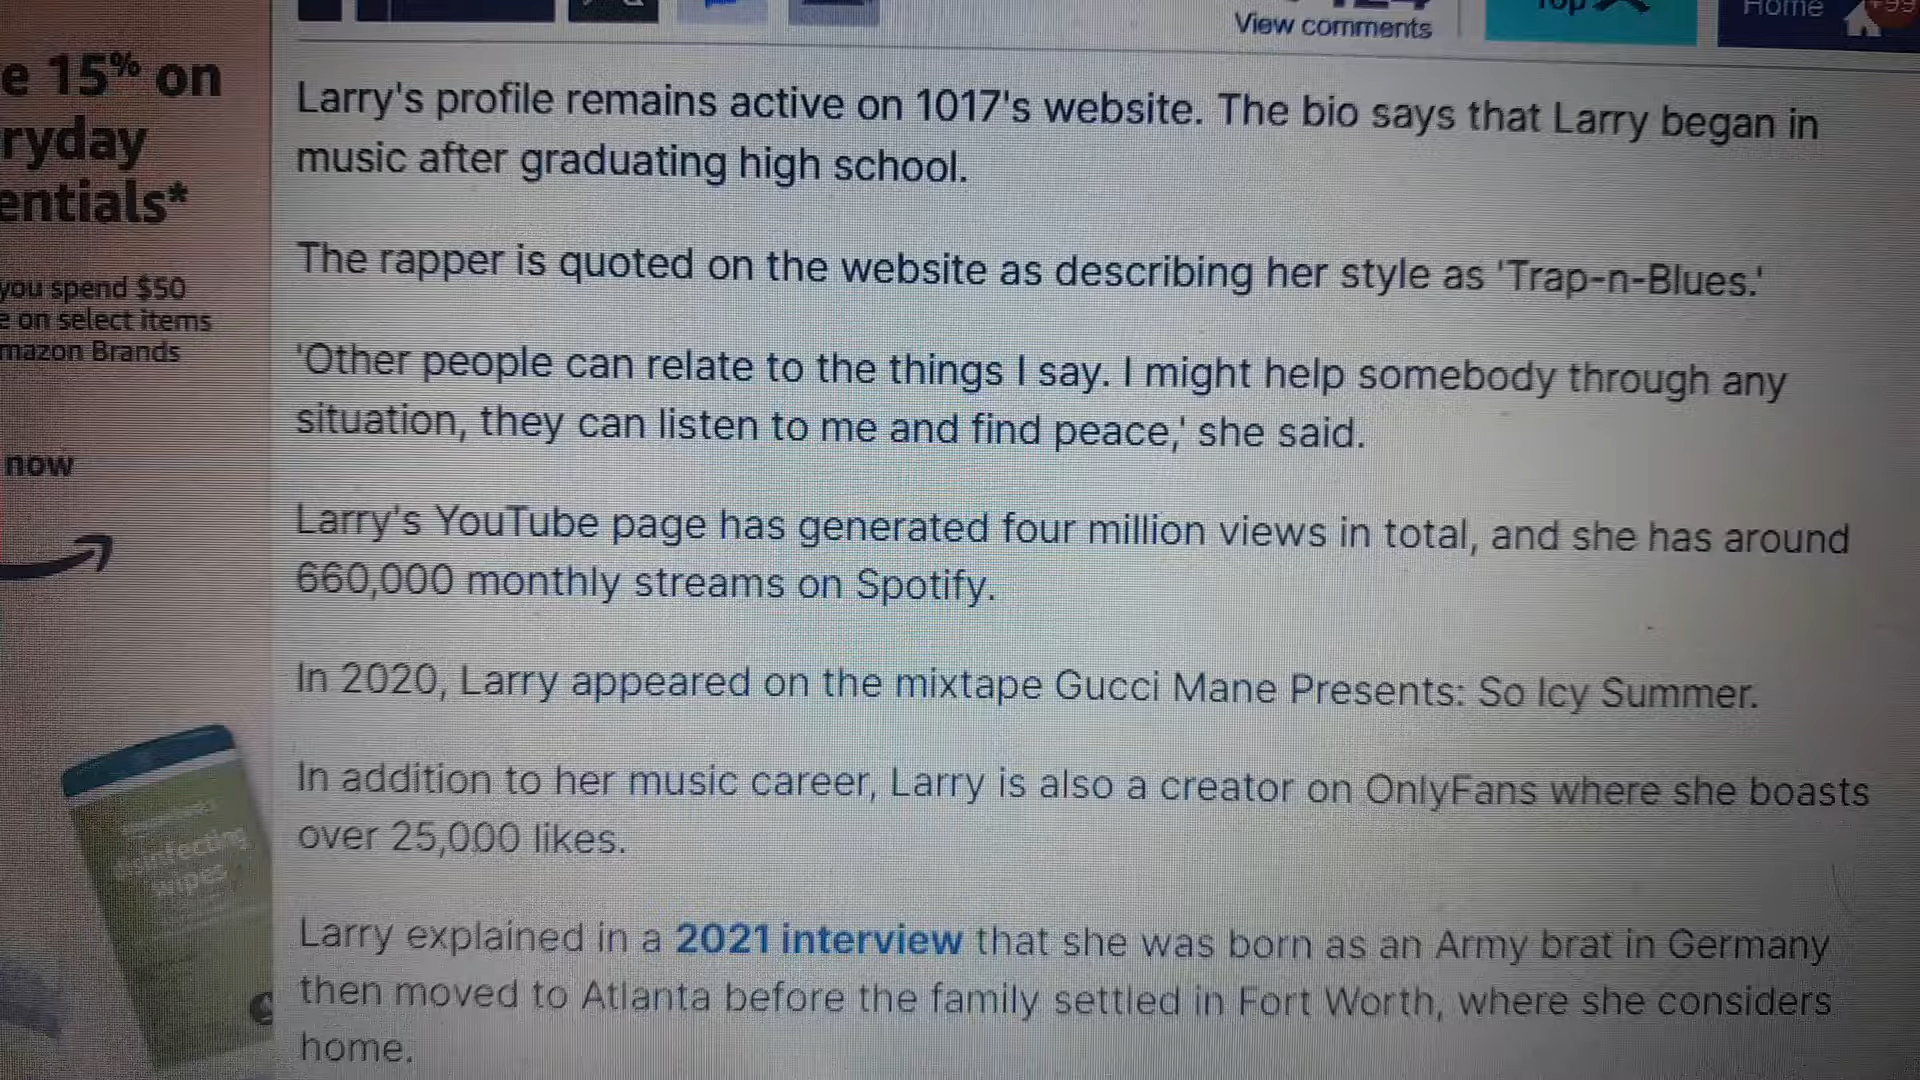 View comments
Top
Home
+99
e 15% on
ryday
entials*
you spend $50
e on select items
mazon Brands
now
Larry's profile remains active on 1017's website. The bio says that Larry began in
music after graduating high school.
The rapper is quoted on the website as describing her style as 'Trap-n-Blues.'
'Other people can relate to the things I say. I might help somebody through any
situation, they can listen to me and find peace,' she said.
Larry's YouTube page has generated four million views in total, and she has around
660,000 monthly streams on Spotify.
In 2020, Larry appeared on the mixtape Gucci Mane Presents: So Icy Summer.
In addition to her music career, Larry is also a creator on OnlyFans where she boasts
over 25,000 likes.
Larry explained in a 2021 interview that she was born as an Army brat in Germany
then moved to Atlanta before the family settled in Fort Worth, where she considers
home.
disinfecting
wipes